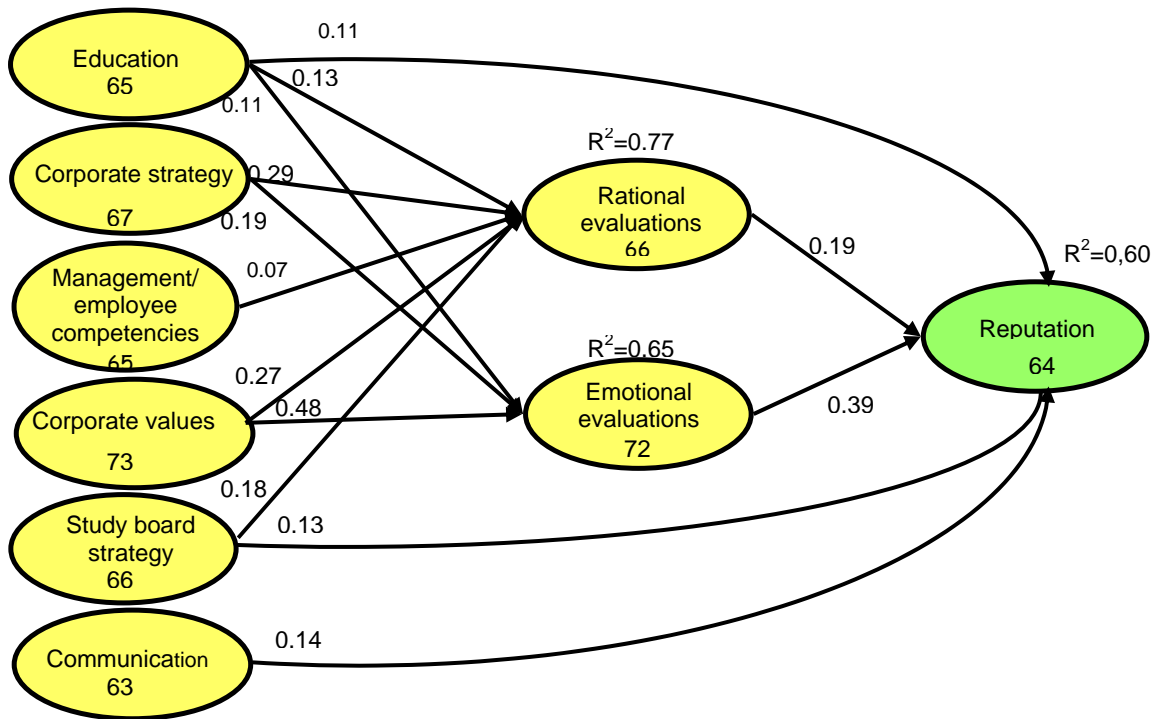 0.11
Education
65
0.13
0.11
R²=0.77
Corporate strategy
67
0.29
0.19
Rational
evaluations
66
0.19
R²=0,60
Management/
employee
competencies
65
0.07
Reputation
64
R²=0.65
Corporate values
73
0.27
0.48
Emotional
evaluations
72
0.39
Study board
strategy
66
0.18
0.13
Communication
63
0.14